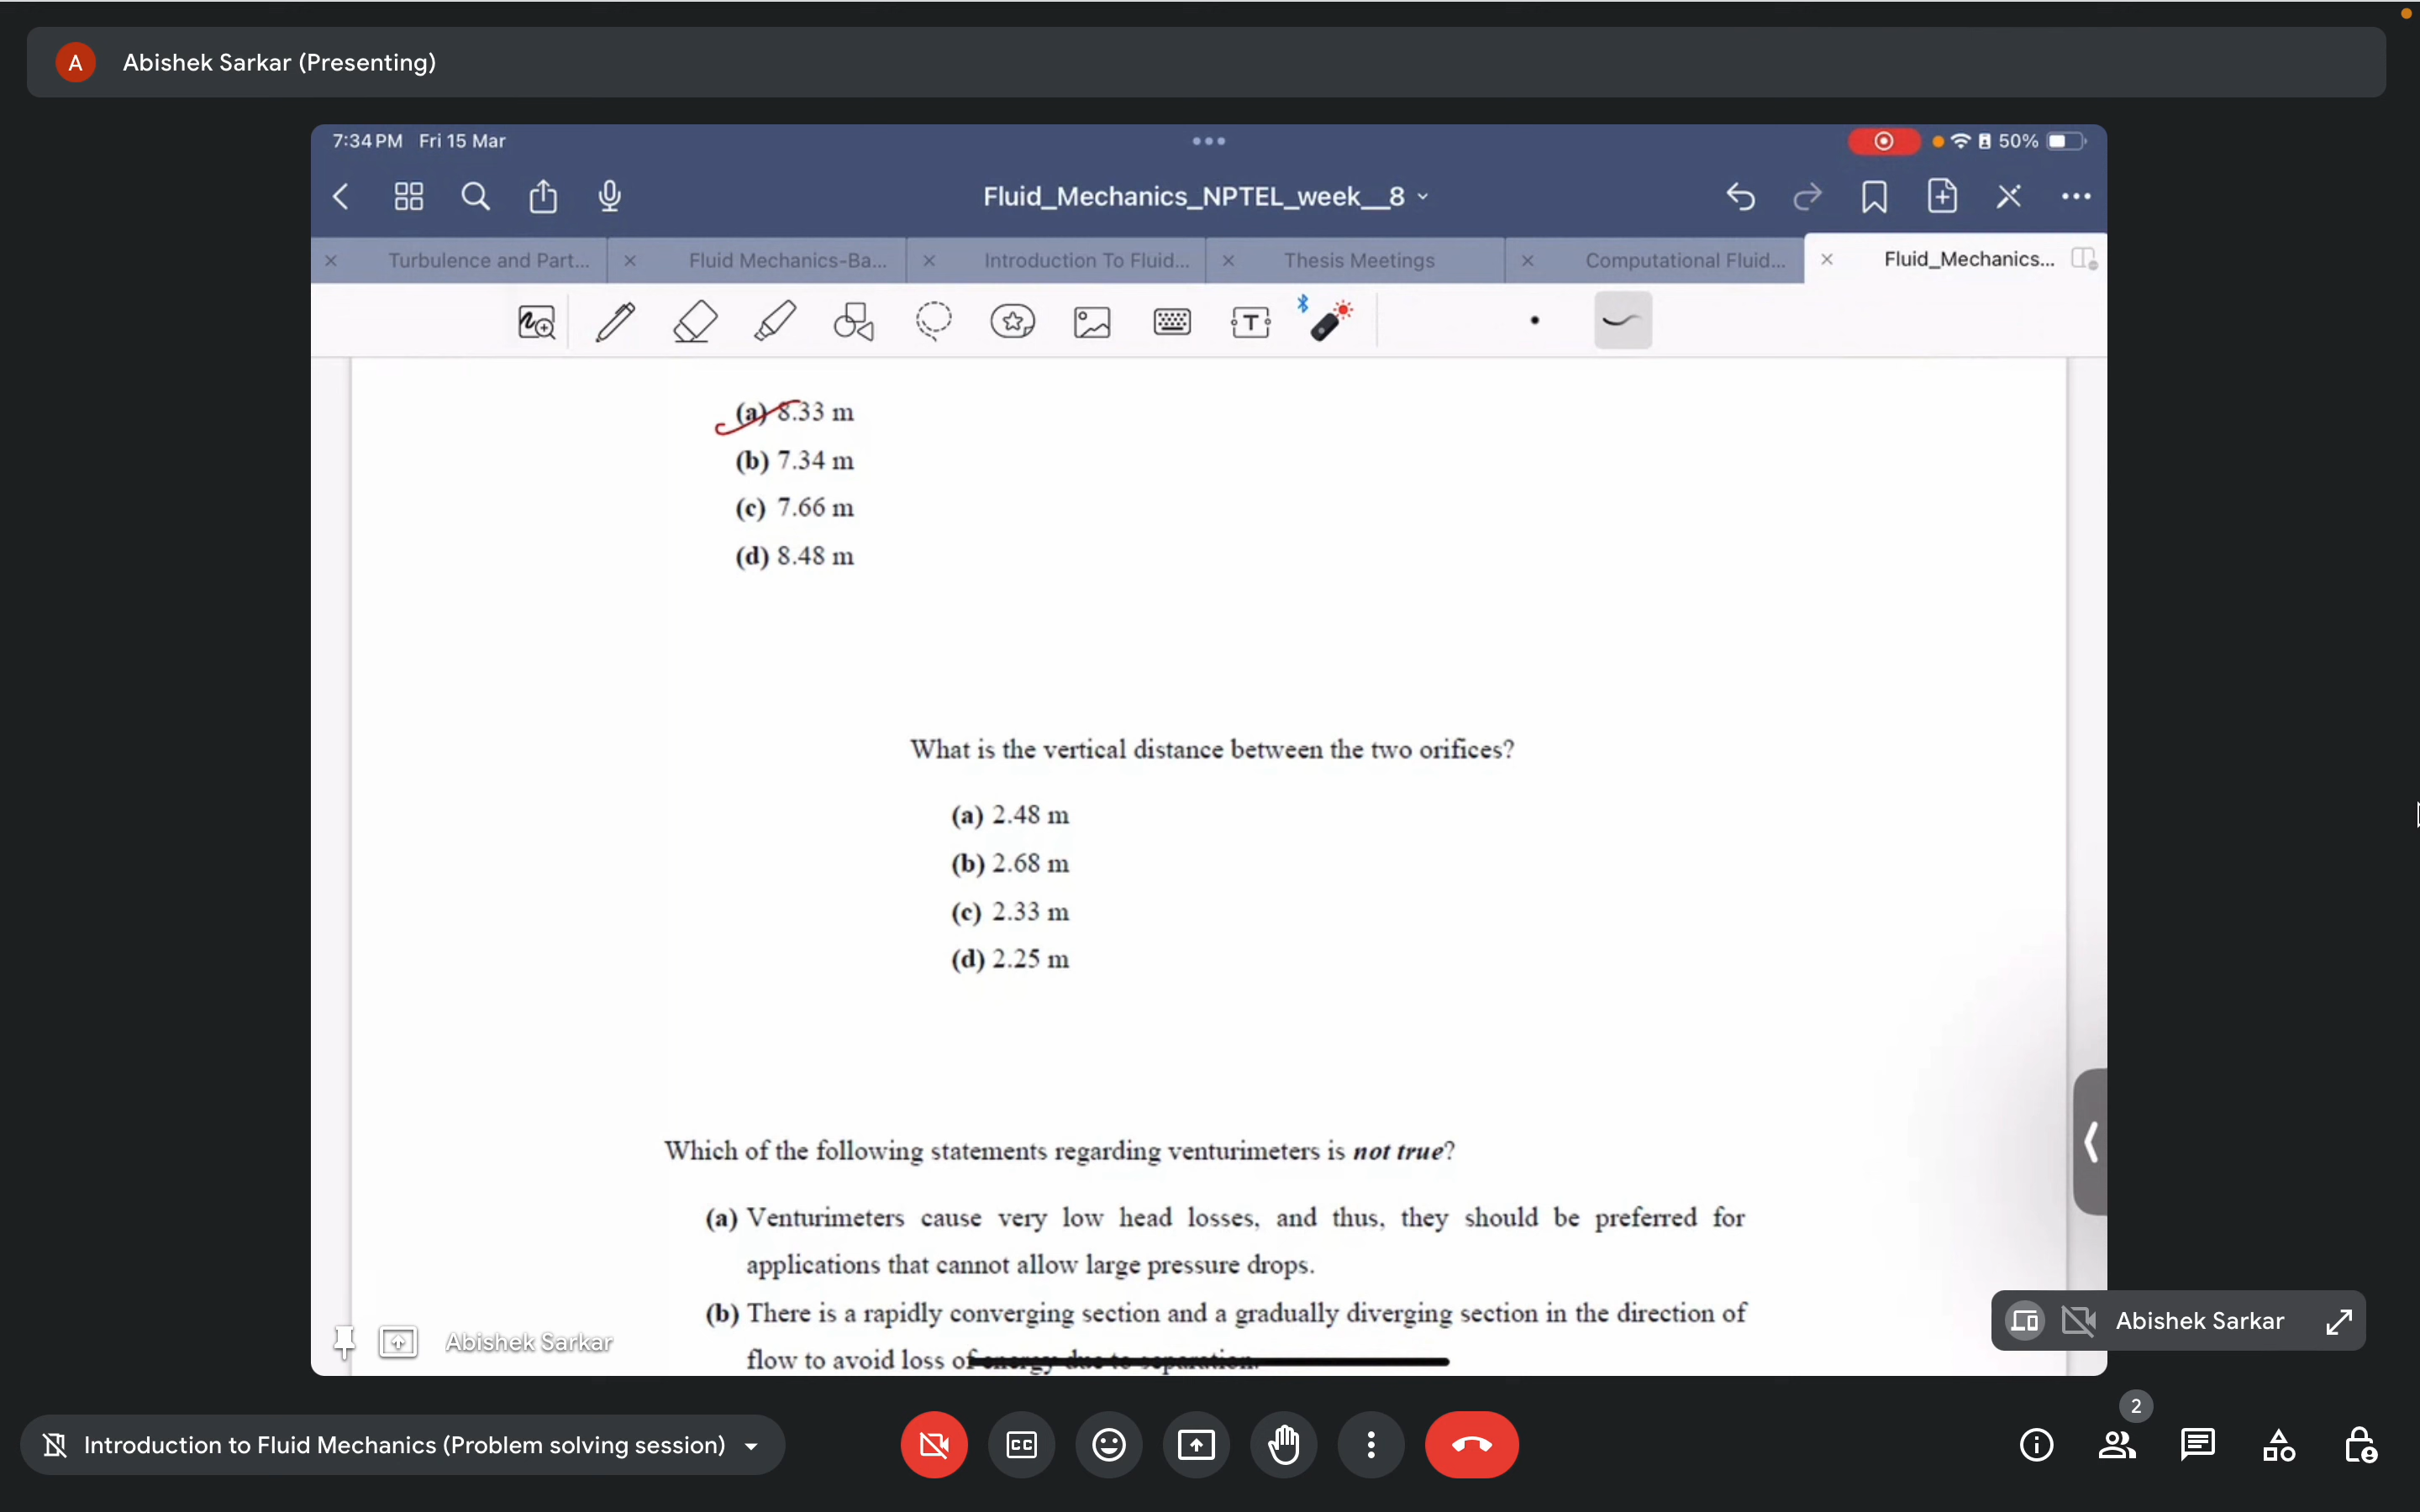 A Abishek Sarkar (Presenting)
7:34 PM Fri 15 Mar
50%
Fluid_Mechanics_NPTEL_week__8
Turbulence and Part...
Fluid Mechanics-Ba...
Introduction To Fluid...
Thesis Meetings
Computational Fluid...
Fluid_Mechanics...
T
(a) 8.33 m
(b) 7.34 m
(c) 7.66 m
(d) 8.48 m
What is the vertical distance between the two orifices?
(a) 2.48 m
(b) 2.68 m
(c) 2.33 m
(d) 2.25 m
Which of the following statements regarding venturimeters is not true?
(a) Venturimeters cause very low head losses, and thus, they should be preferred for
applications that cannot allow large pressure drops.
(b) There is a rapidly converging section and a gradually diverging section in the direction of
flow to avoid loss of energy due to separation.
Abishek Sarkar
Abishek Sarkar
2
Introduction to Fluid Mechanics (Problem solving session)
CC